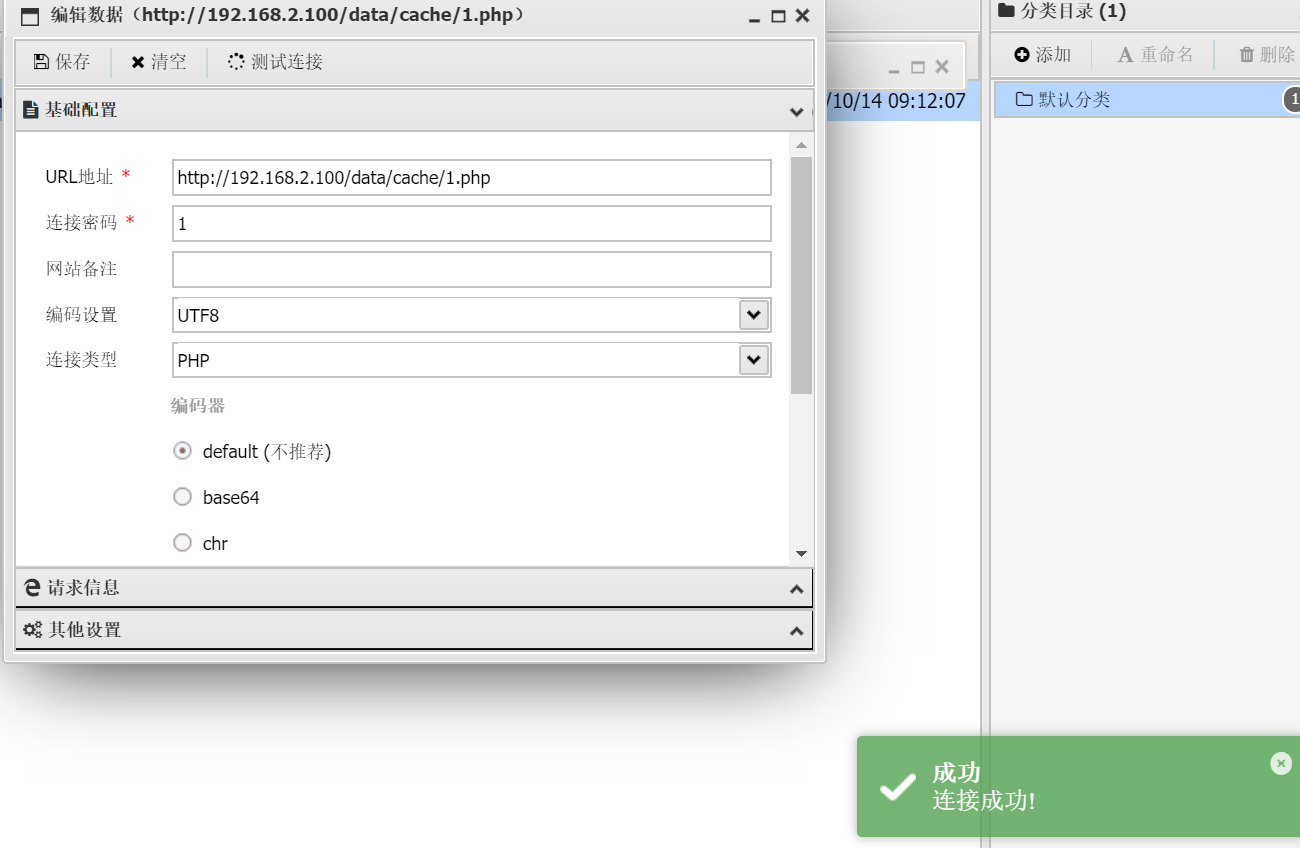 编辑数据（http://192.168.2.100/data/cache/1.php）
保存 清空 测试连接
基础配置
URL地址 *
http://192.168.2.100/data/cache/1.php
连接密码 *
1
网站备注
编码设置
UTF8
连接类型
PHP
编码器
default (不推荐)
base64
chr
请求信息
其他设置
/10/14 09:12:07
分类目录 (1)
添加 A 重命名 删除
默认分类 1
成功
连接成功!